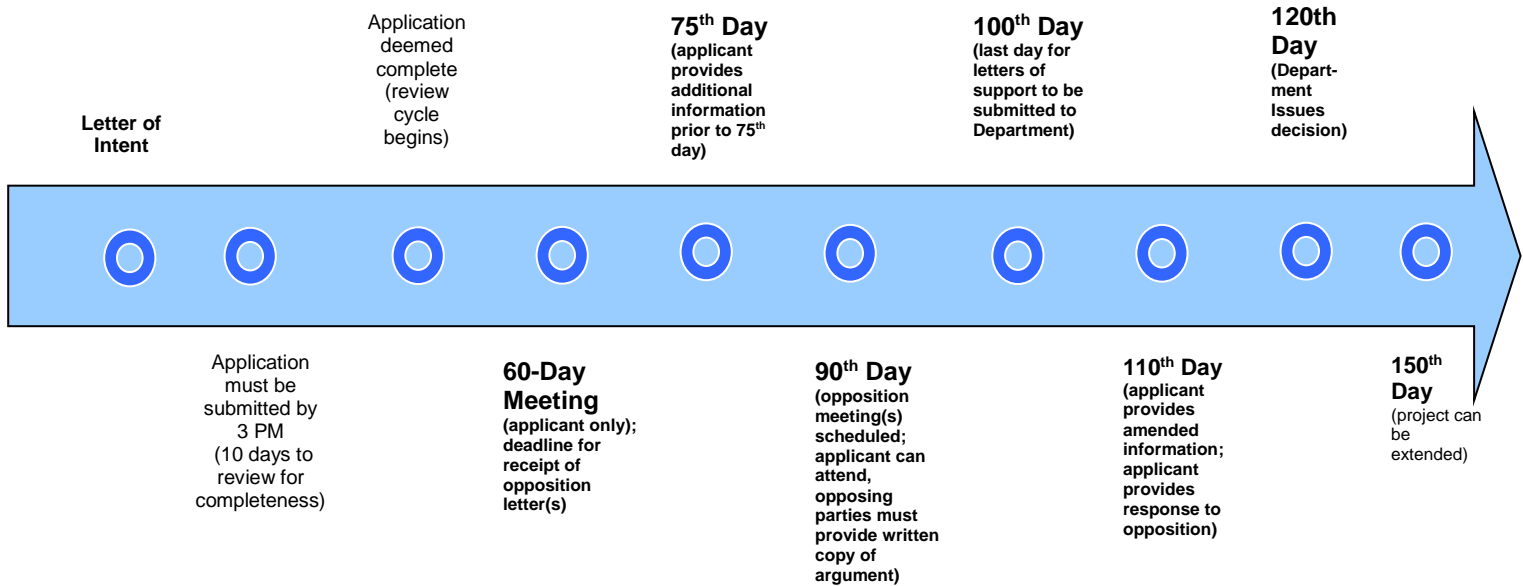 Letter of
Intent
Application
must be
submitted by
3 PM
(10 days to
review for
completeness)
Application
deemed
complete
(review
cycle
begins)
60-Day
Meeting
(applicant only);
deadline for
receipt of
opposition
letter(s)
75th Day
(applicant
provides
additional
information
prior to 75th
day)
90th Day
(opposition
meeting(s)
scheduled;
applicant can
attend,
opposing
parties must
provide written
copy of
argument)
100th Day
(last day for
letters of
support to be
submitted to
Department)
110th Day
(applicant
provides
amended
information;
applicant
provides
response to
opposition)
120th
Day
(Depart-
ment
Issues
decision)
150th
Day
(project can
be
extended)